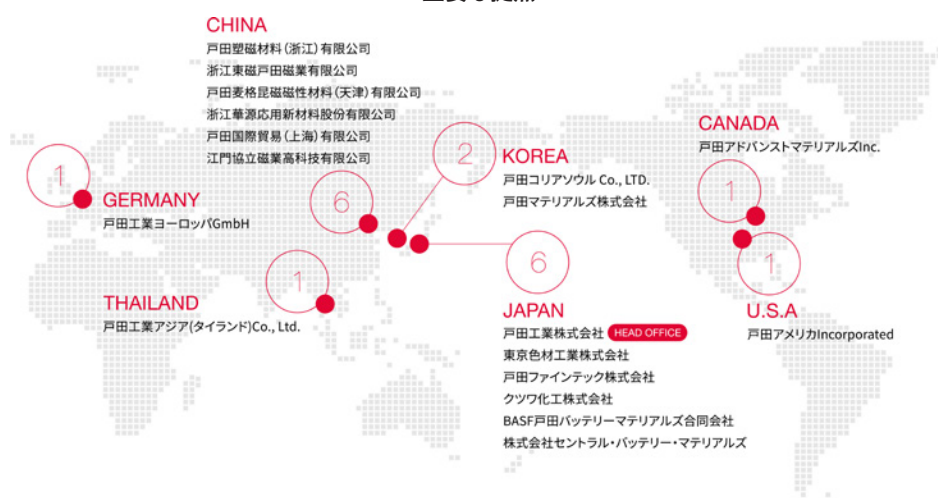 CHINA
戸田塑磁材料(浙江)有限公司
浙江東磁戸田磁業有限公司
戸田麦格昆磁磁性材料(天津)有限公司
浙江華源応用新材料股份有限公司
戸田国際貿易(上海)有限公司
江門協立磁業高科技有限公司
6
2
KOREA
戸田コリアソウル Co., LTD.
戸田マテリアルズ株式会社
CANADA
戸田アドバンストマテリアルズInc.
1
1
GERMANY
戸田工業ヨーロッパGmbH
1
THAILAND
戸田工業アジア(タイランド)Co., Ltd.
6
JAPAN
戸田工業株式会社 HEAD OFFICE
東京色材工業株式会社
戸田ファインテック株式会社
クツワ化工株式会社
BASF戸田バッテリーマテリアルズ合同会社
株式会社セントラル・バッテリー・マテリアルズ
1
U.S.A
戸田アメリカIncorporated